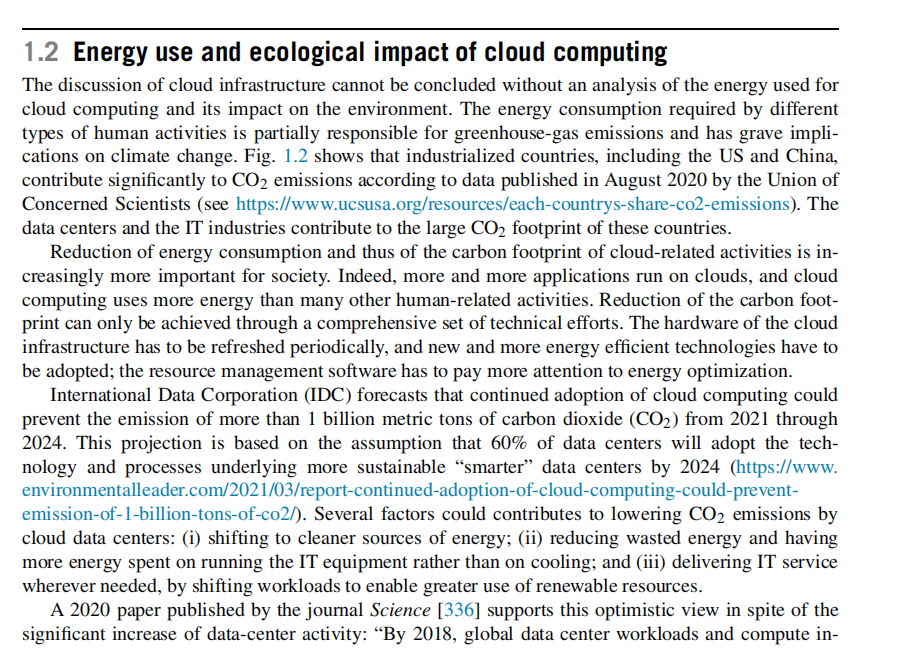 1.2 Energy use and ecological impact of cloud computing
The discussion of cloud infrastructure cannot be concluded without an analysis of the energy used for
cloud computing and its impact on the environment. The energy consumption required by different
types of human activities is partially responsible for greenhouse-gas emissions and has grave impli-
cations on climate change. Fig. 1.2 shows that industrialized countries, including the US and China,
contribute significantly to CO₂ emissions according to data published in August 2020 by the Union of
Concerned Scientists (see https://www.ucsusa.org/resources/each-countrys-share-co2-emissions). The
data centers and the IT industries contribute to the large CO₂ footprint of these countries.
Reduction of energy consumption and thus of the carbon footprint of cloud-related activities is in-
creasingly more important for society. Indeed, more and more applications run on clouds, and cloud
computing uses more energy than many other human-related activities. Reduction of the carbon foot-
print can only be achieved through a comprehensive set of technical efforts. The hardware of the cloud
infrastructure has to be refreshed periodically, and new and more energy efficient technologies have to
be adopted; the resource management software has to pay more attention to energy optimization.
International Data Corporation (IDC) forecasts that continued adoption of cloud computing could
prevent the emission of more than 1 billion metric tons of carbon dioxide (CO₂) from 2021 through
2024. This projection is based on the assumption that 60% of data centers will adopt the tech-
nology and processes underlying more sustainable “smarter” data centers by 2024 (https://www.
environmentalleader.com/2021/03/report-continued-adoption-of-cloud-computing-could-prevent-
emission-of-1-billion-tons-of-co2/). Several factors could contributes to lowering CO₂ emissions by
cloud data centers: (i) shifting to cleaner sources of energy; (ii) reducing wasted energy and having
more energy spent on running the IT equipment rather than on cooling; and (iii) delivering IT service
wherever needed, by shifting workloads to enable greater use of renewable resources.
A 2020 paper published by the journal Science [336] supports this optimistic view in spite of the
significant increase of data-center activity: “By 2018, global data center workloads and compute in-